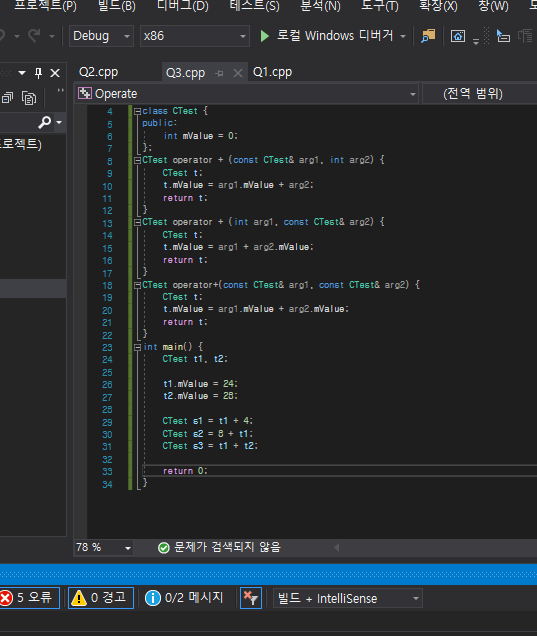 프로젝트(P) 빌드(B) 디버그(D) 테스트(S) 분석(N) 도구(T) 확장(X) 창(W)
Debug x86 로컬 Windows 디버거
Q2.cpp Q3.cpp Q1.cpp
Operate (전역 범위)
4 class CTest {
5 public:
6 int mValue = 0;
7 };
8 CTest operator + (const CTest& arg1, int arg2) {
9 CTest t;
10 t.mValue = arg1.mValue + arg2;
11 return t;
12 }
13 CTest operator + (int arg1, const CTest& arg2) {
14 CTest t;
15 t.mValue = arg1 + arg2.mValue;
16 return t;
17 }
18 CTest operator+(const CTest& arg1, const CTest& arg2) {
19 CTest t;
20 t.mValue = arg1.mValue + arg2.mValue;
21 return t;
22 }
23 int main() {
24 CTest t1, t2;
25
26 t1.mValue = 24;
27 t2.mValue = 28;
28
29 CTest s1 = t1 + 4;
30 CTest s2 = 8 + t1;
31 CTest s3 = t1 + t2;
32
33 return 0;
34 }
로젝트)
78 % 문제가 검색되지 않음
5 오류 0 경고 0/2 메시지 빌드 + IntelliSense